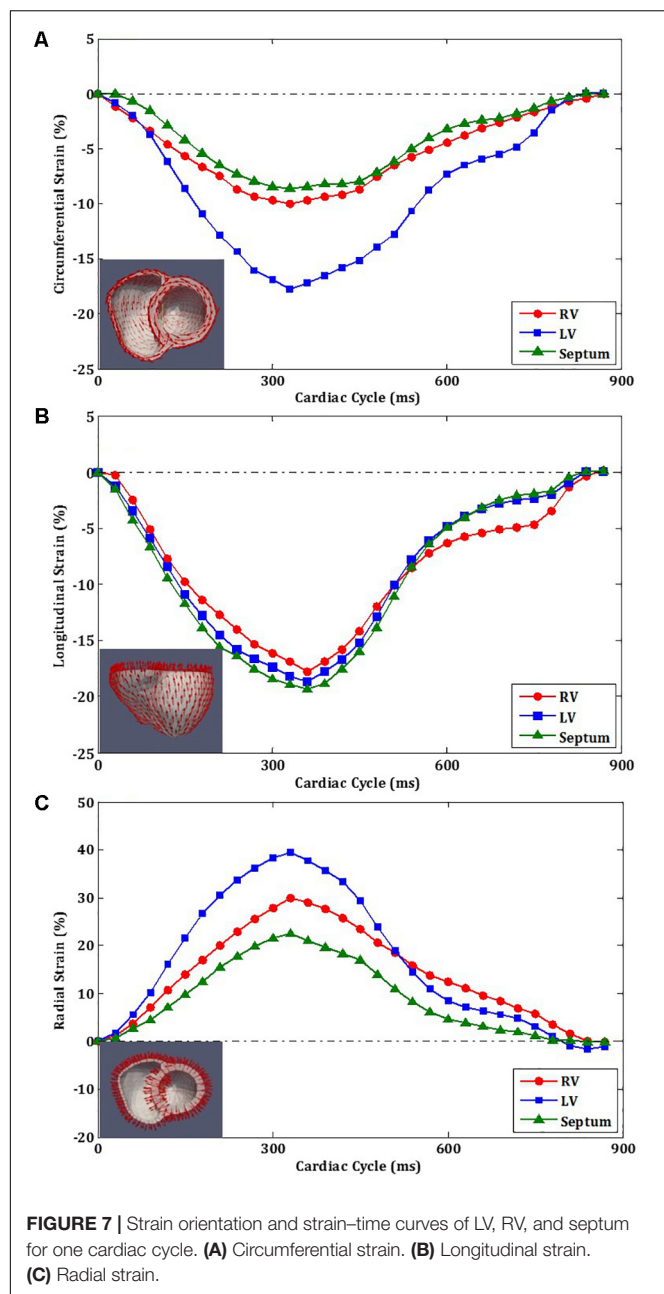 A
5
0
-5
-10
-15
-20
-25
Circumferential Strain (%)
RV
LV
Septum
0 300 600 900
Cardiac Cycle (ms)
B
5
0
-5
-10
-15
-20
-25
Longitudinal Strain (%)
RV
LV
Septum
0 300 600 900
Cardiac Cycle (ms)
C
50
40
30
20
10
0
-10
-20
Radial Strain (%)
RV
LV
Septum
0 300 600 900
Cardiac Cycle (ms)
FIGURE 7 | Strain orientation and strain–time curves of LV, RV, and septum
for one cardiac cycle. (A) Circumferential strain. (B) Longitudinal strain.
(C) Radial strain.